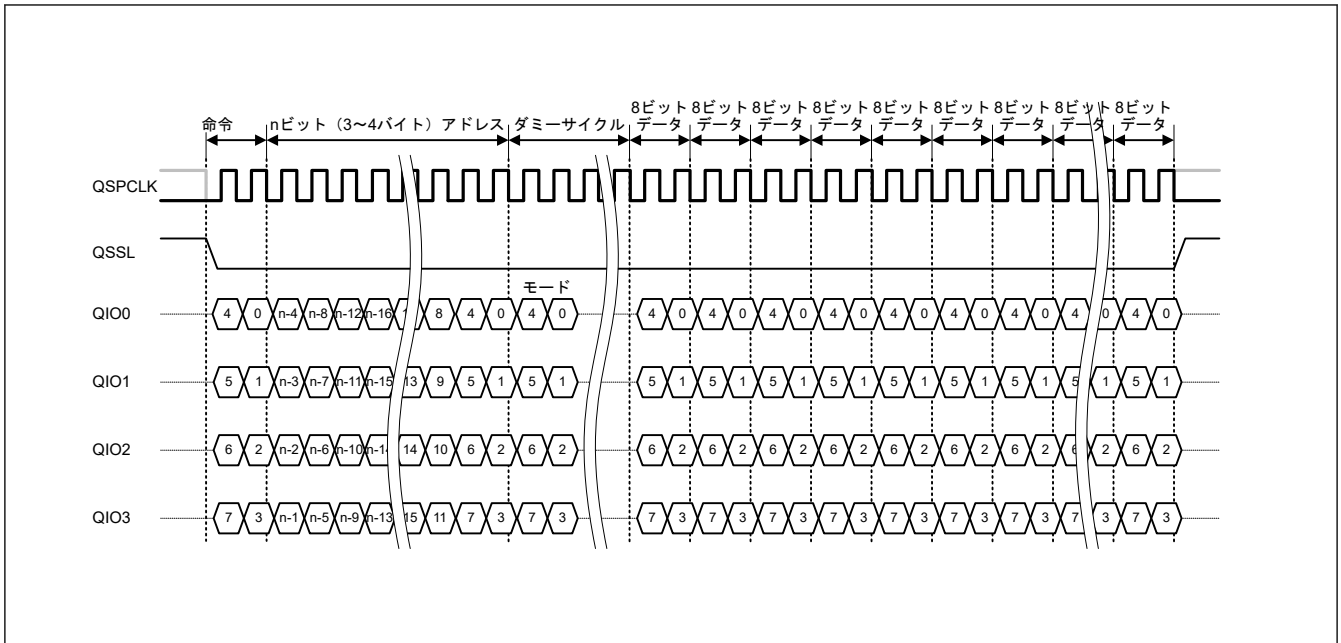 8ビット 8ビット 8ビット 8ビット 8ビット 8ビット 8ビット 8ビット 8ビット
命令 nビット（3～4バイト）アドレス ダミーサイクル データ データ データ データ データ データ データ データ データ
QSPCLK
QSSL
モード
QIO0 4 0 n-4 n-8 n-12 n-16 8 4 0 4 0 4 0 4 0 4 0 4 0 4 0 4 0 4 0 4 0 4 0
QIO1 5 1 n-3 n-7 n-11 n-15 13 9 5 1 5 1 5 1 5 1 5 1 5 1 5 1 5 1 5 1 5 1 5 1
QIO2 6 2 n-2 n-6 n-10 n-14 14 10 6 2 6 2 6 2 6 2 6 2 6 2 6 2 6 2 6 2 6 2 6 2
QIO3 7 3 n-1 n-5 n-9 n-13 15 11 7 3 7 3 7 3 7 3 7 3 7 3 7 3 7 3 7 3 7 3 7 3